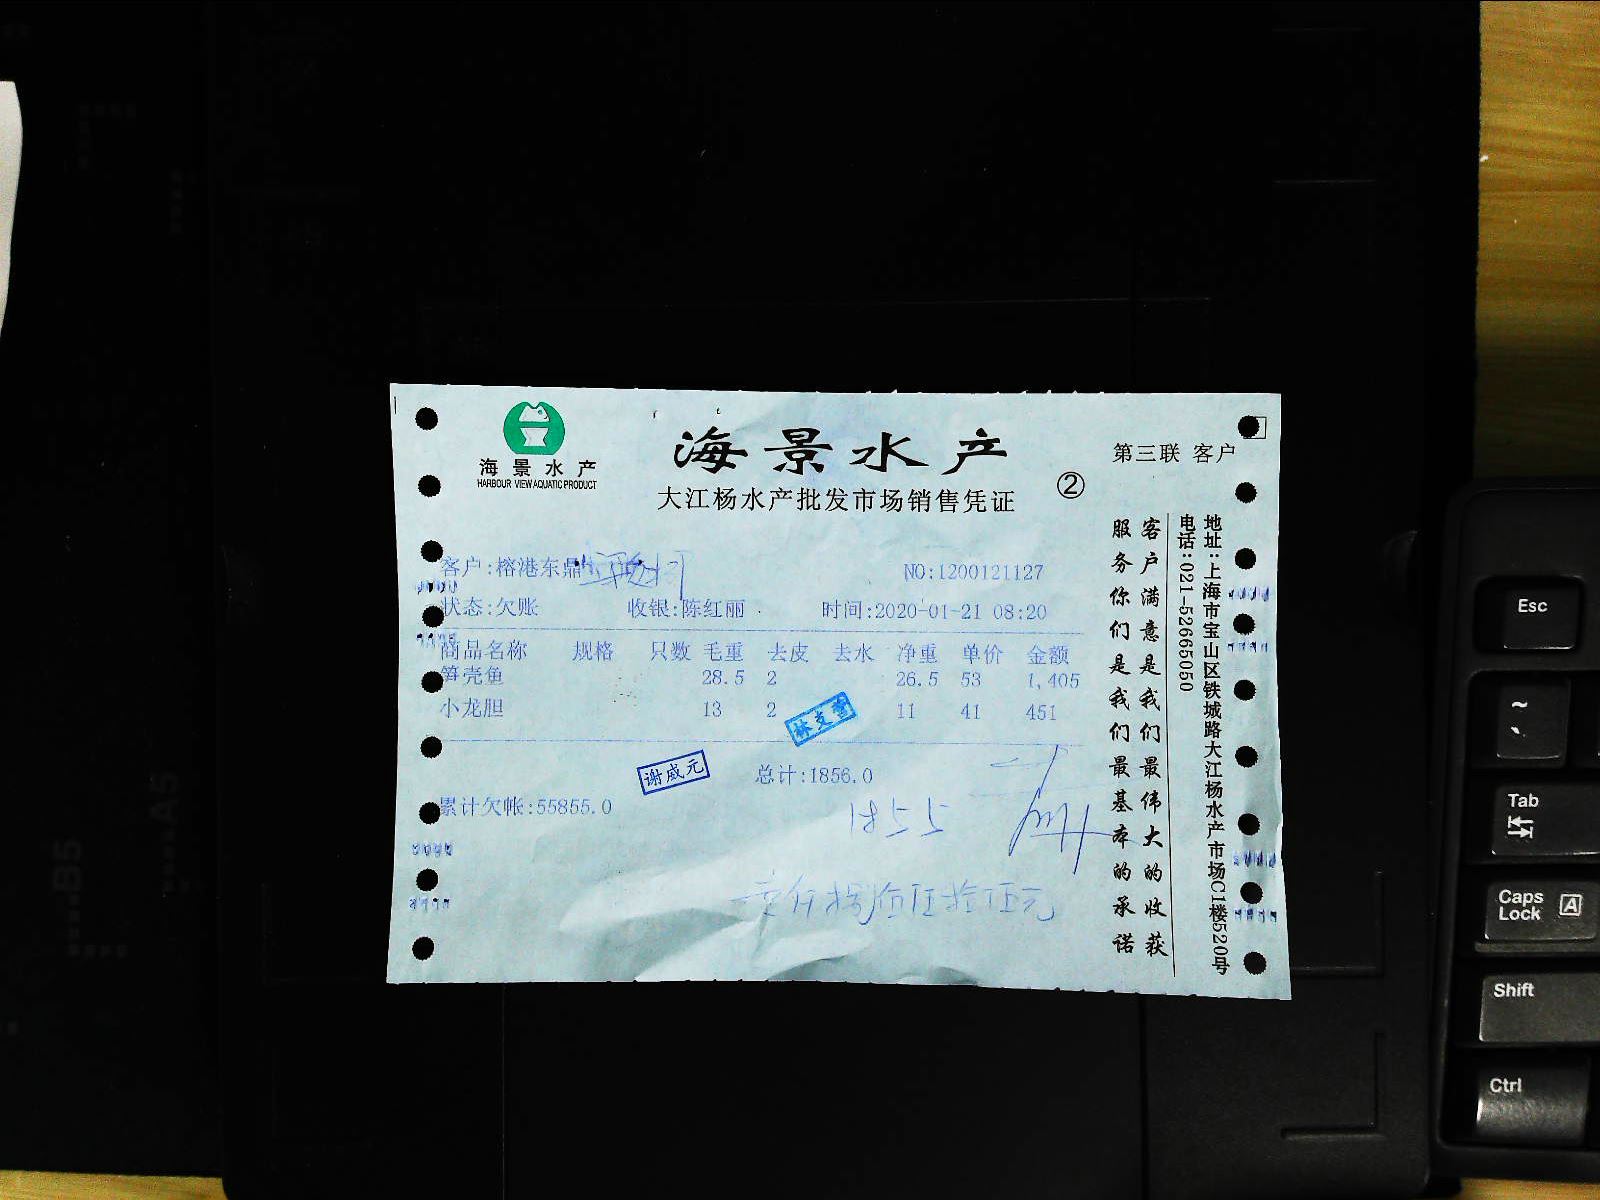 海景水产
HARBOUR VIEW AQUATIC PRODUCT
海景水产
大江杨水产批发市场销售凭证
②
第三联 客户
客户:榕港东鼎
NO:1200121127
状态:欠账 收银:陈红丽 时间:2020-01-21 08:20
商品名称 规格 只数 毛重 去皮 去水 净重 单价 金额
笋壳鱼 28.5 2 26.5 53 1,405
小龙胆 13 2 11 41 451
林支雪
谢威元
总计:1856.0
累计欠帐:55855.0
1855
客户满意是我们最伟大的收获
服务你们是我们最基本的承诺
地址:上海市宝山区铁城路大江杨水产市场C1楼520号
电话:021-52665050
Esc
~
Tab
Caps Lock
A
Shift
Ctrl
B5
A5